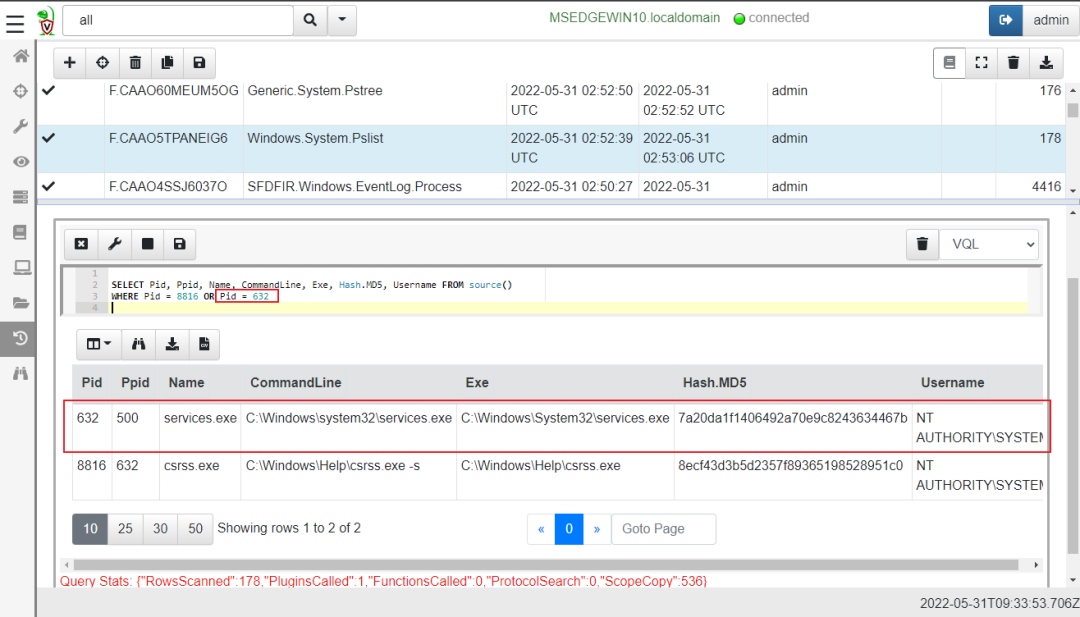 all
MSEDGEWIN10.localdomain connected
admin
F.CAAO60MEUM5OG Generic.System.Pstree 2022-05-31 02:52:50 UTC 2022-05-31 02:52:52 UTC admin 176
F.CAAO5TPANEIG6 Windows.System.Pslist 2022-05-31 02:52:39 UTC 2022-05-31 02:53:06 UTC admin 178
F.CAAO4SSJ6037O SFDFIR.Windows.EventLog.Process 2022-05-31 02:50:27 2022-05-31 admin 4416
VQL
1
2 SELECT Pid, Ppid, Name, CommandLine, Exe, Hash.MD5, Username FROM source()
3 WHERE Pid = 8816 OR Pid = 632
4
Pid Ppid Name CommandLine Exe Hash.MD5 Username
632 500 services.exe C:\Windows\system32\services.exe C:\Windows\System32\services.exe 7a20da1f1406492a70e9c8243634467b NT AUTHORITY\SYSTEM
8816 632 csrss.exe C:\Windows\Help\csrss.exe -s C:\Windows\Help\csrss.exe 8ecf43d3b5d2357f89365198528951c0 NT AUTHORITY\SYSTEM
10 25 30 50 Showing rows 1 to 2 of 2 « 0 » Goto Page
Query Stats: {"RowsScanned":178,"PluginsCalled":1,"FunctionsCalled":0,"ProtocolSearch":0,"ScopeCopy":536}
2022-05-31T09:33:53.706Z